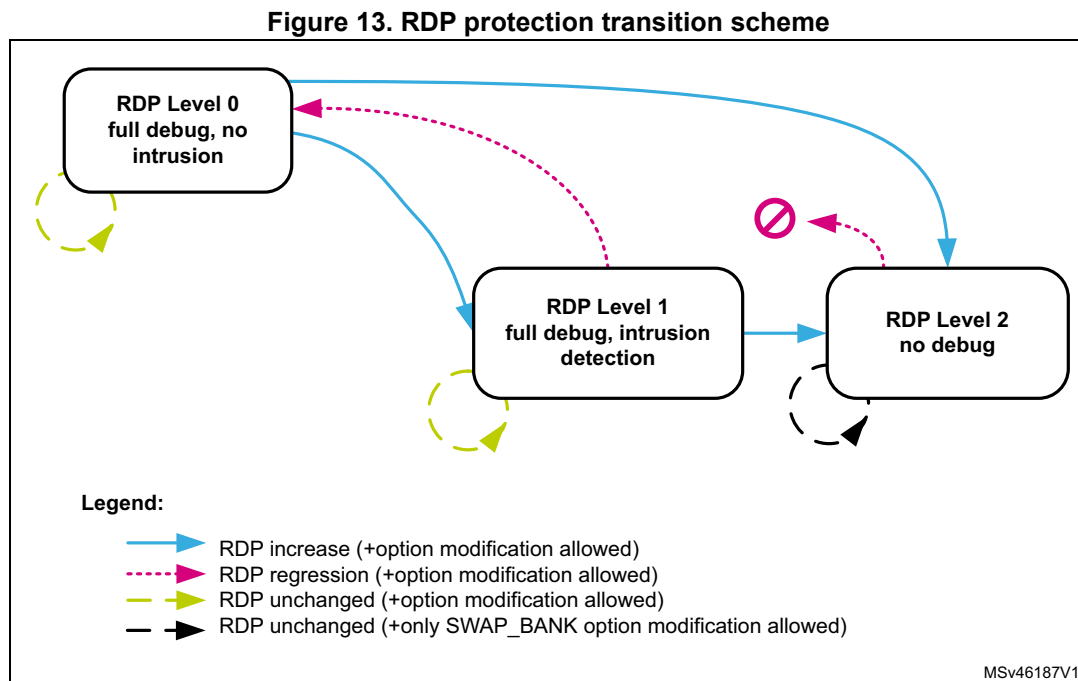 Figure 13. RDP protection transition scheme
RDP Level 0
full debug, no
intrusion
RDP Level 1
full debug, intrusion
detection
RDP Level 2
no debug
Legend:
RDP increase (+option modification allowed)
RDP regression (+option modification allowed)
RDP unchanged (+option modification allowed)
RDP unchanged (+only SWAP_BANK option modification allowed)
MSv46187V1